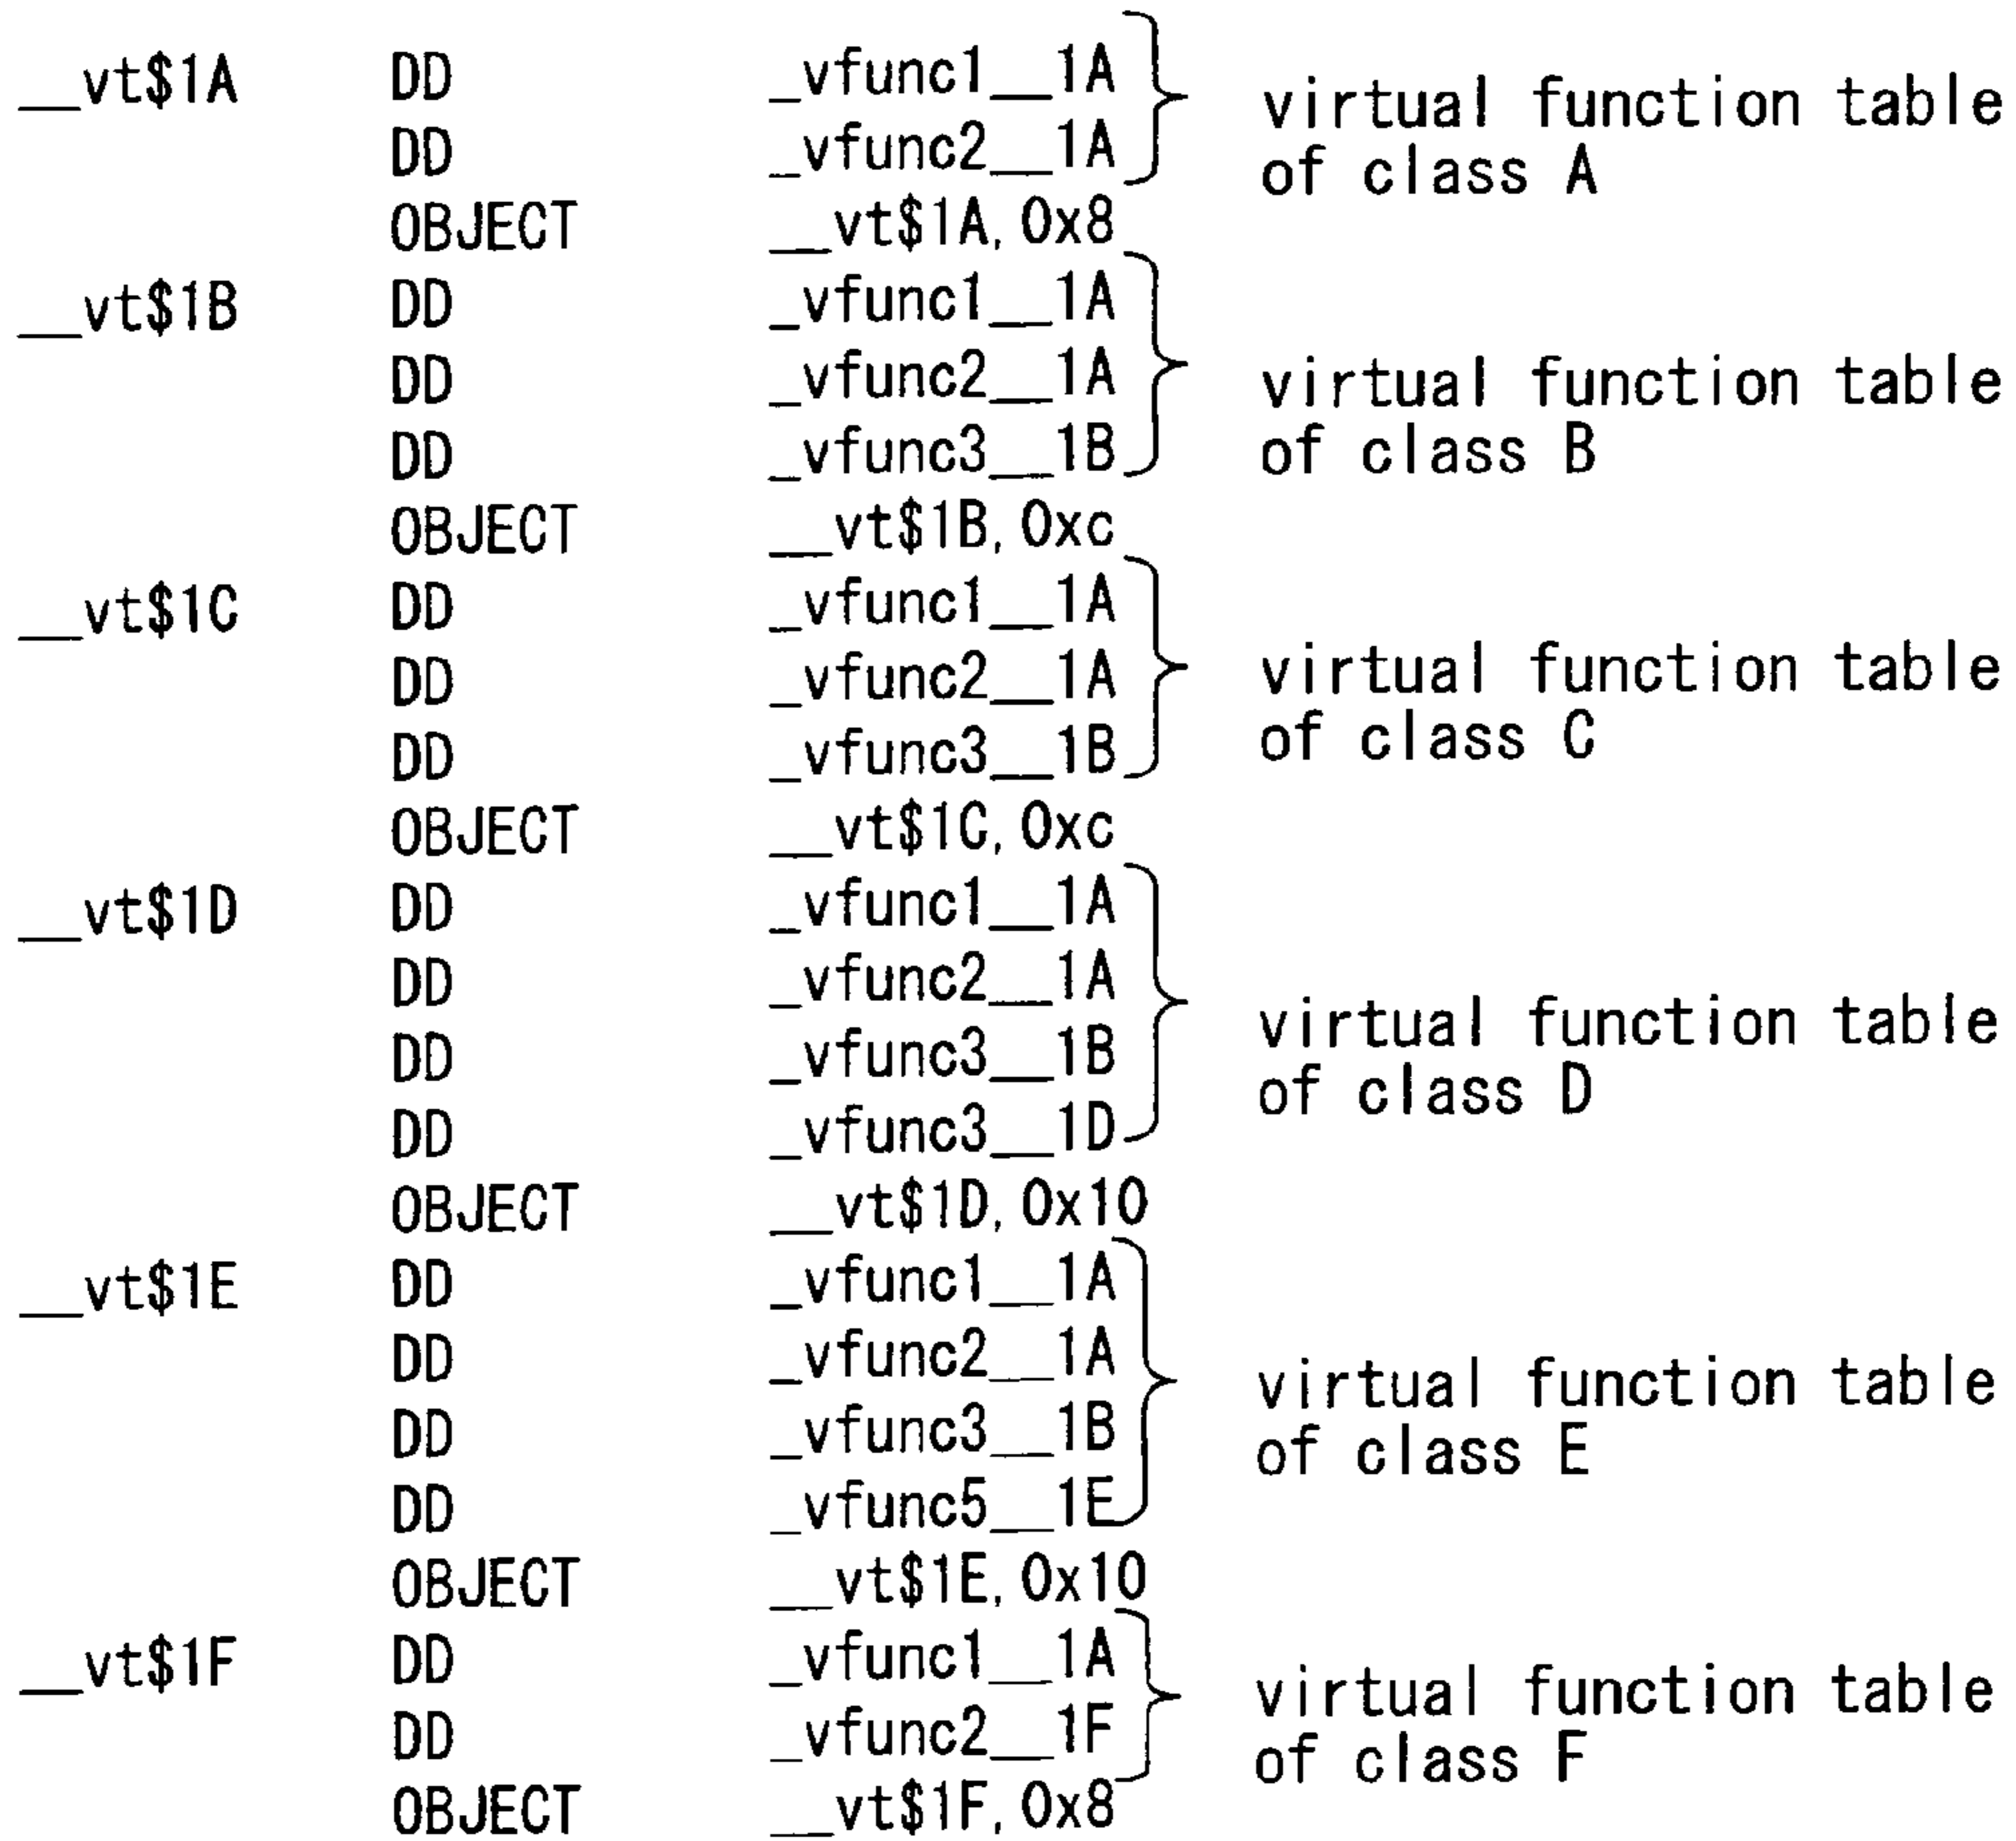 __vt$1A DD _vfunc1__1A
DD _vfunc2__1A
virtual function table
of class A
OBJECT __vt$1A, 0x8
__vt$1B DD _vfunc1__1A
DD _vfunc2__1A
DD _vfunc3__1B
virtual function table
of class B
OBJECT __vt$1B, 0xc
__vt$1C DD _vfunc1__1A
DD _vfunc2__1A
DD _vfunc3__1B
virtual function table
of class C
OBJECT __vt$1C, 0xc
__vt$1D DD _vfunc1__1A
DD _vfunc2__1A
DD _vfunc3__1B
DD _vfunc3__1D
virtual function table
of class D
OBJECT __vt$1D, 0x10
__vt$1E DD _vfunc1__1A
DD _vfunc2__1A
DD _vfunc3__1B
DD _vfunc5__1E
virtual function table
of class E
OBJECT __vt$1E, 0x10
__vt$1F DD _vfunc1__1A
DD _vfunc2__1F
virtual function table
of class F
OBJECT __vt$1F, 0x8